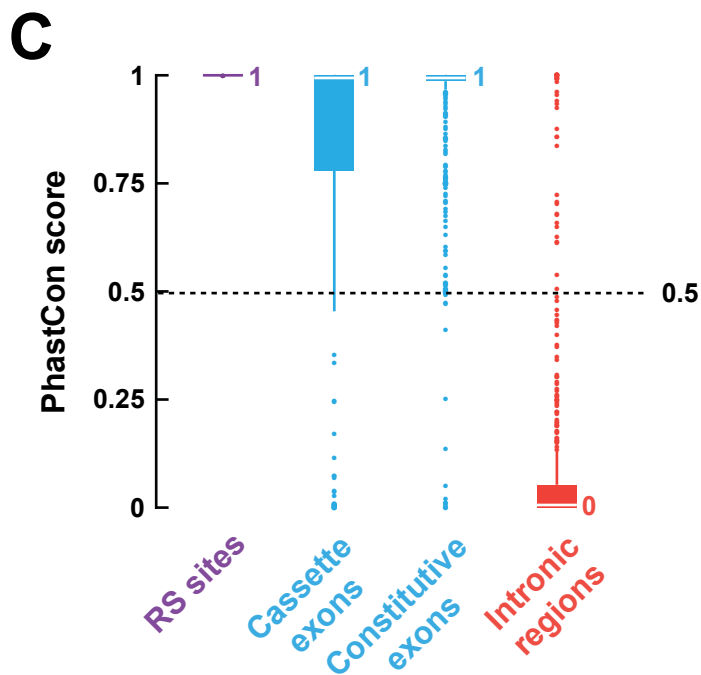 C
PhastCon score
1
0.75
0.5
0.25
0
1
1
1
0
0.5
RS sites
Cassette
exons
Constitutive
exons
Intronic
regions